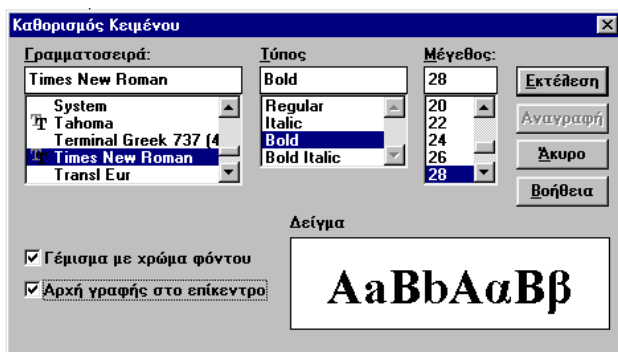 Καθορισμός Κειμένου
Γραμματοσειρά:
Times New Roman
System
Tahoma
Terminal Greek 737 (4
Times New Roman
Transl Eur
Τύπος
Bold
Regular
Italic
Bold
Bold Italic
Μέγεθος:
28
20
22
24
26
28
Εκτέλεση
Αναγραφή
Άκυρο
Βοήθεια
Γέμισμα με χρώμα φόντου
Αρχή γραφής στο επίκεντρο
Δείγμα
AaBbΑαΒβ